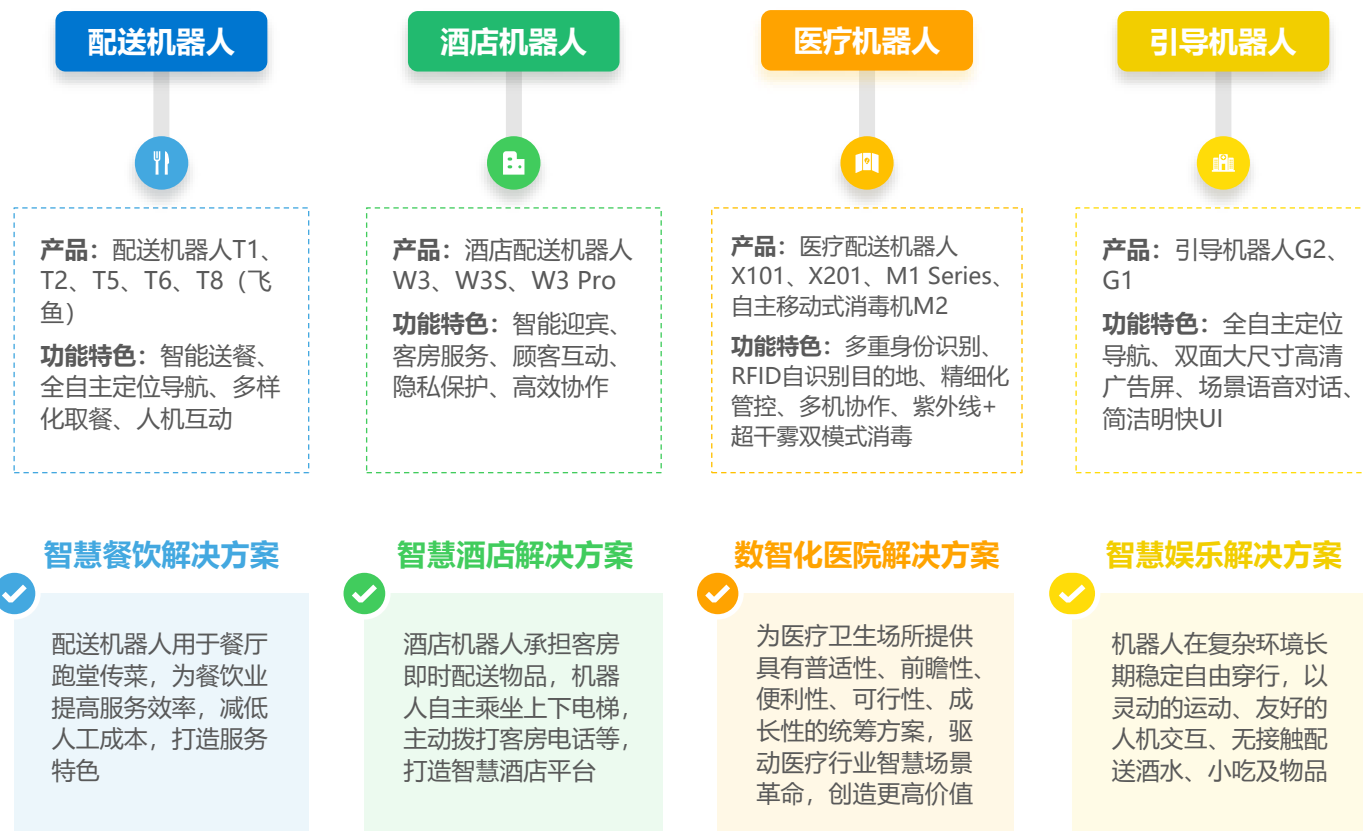 配送机器人
酒店机器人
医疗机器人
引导机器人
产品：配送机器人T1、
T2、T5、T6、T8（飞
鱼）
功能特色：智能送餐、
全自主定位导航、多样
化取餐、人机互动
产品：酒店配送机器人
W3、W3S、W3 Pro
功能特色：智能迎宾、
客房服务、顾客互动、
隐私保护、高效协作
产品：医疗配送机器人
X101、X201、M1 Series、
自主移动式消毒机M2
功能特色：多重身份识别、
RFID自识别目的地、精细化
管控、多机协作、紫外线+
超干雾双模式消毒
产品：引导机器人G2、
G1
功能特色：全自主定位
导航、双面大尺寸高清
广告屏、场景语音对话、
简洁明快UI
智慧餐饮解决方案
配送机器人用于餐厅
跑堂传菜，为餐饮业
提高服务效率，减低
人工成本，打造服务
特色
智慧酒店解决方案
酒店机器人承担客房
即时配送物品，机器
人自主乘坐上下电梯，
主动拨打客房电话等，
打造智慧酒店平台
数智化医院解决方案
为医疗卫生场所提供
具有普适性、前瞻性、
便利性、可行性、成
长性的统筹方案，驱
动医疗行业智慧场景
革命，创造更高价值
智慧娱乐解决方案
机器人在复杂环境长
期稳定自由穿行，以
灵动的运动、友好的
人机交互、无接触配
送酒水、小吃及物品